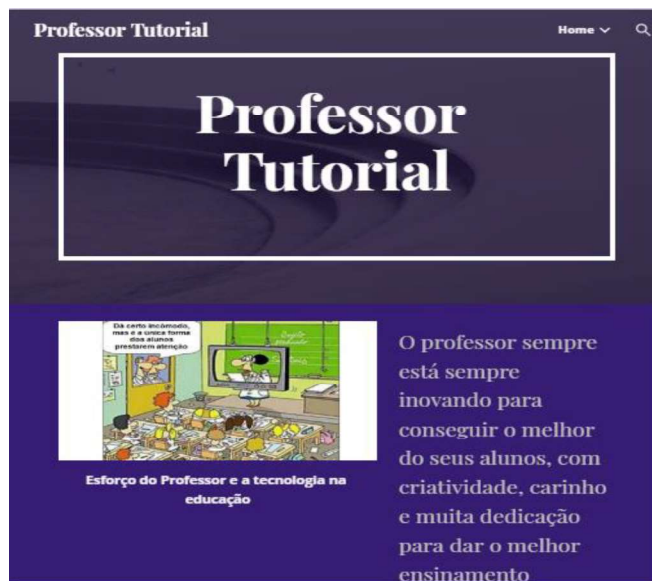 Professor Tutorial
Home
Professor
Tutorial
Dá certo incômodo,
mas é a única forma
dos alunos
prestarem atenção
Esforço do Professor e a tecnologia na
educação
O professor sempre
está sempre
inovando para
conseguir o melhor
do seus alunos, com
criatividade, carinho
e muita dedicação
para dar o melhor
ensinamento